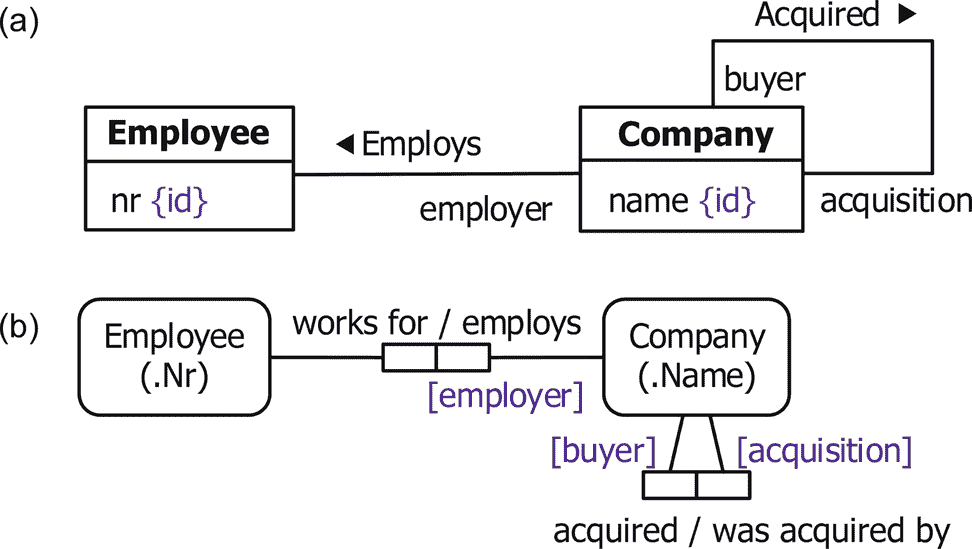 (a)
Acquired ▶
buyer
Employee
◀ Employs
Company
nr {id}
employer
name {id}
acquisition
(b)
Employee
(.Nr)
works for / employs
Company
(.Name)
[employer]
[buyer]
[acquisition]
acquired / was acquired by